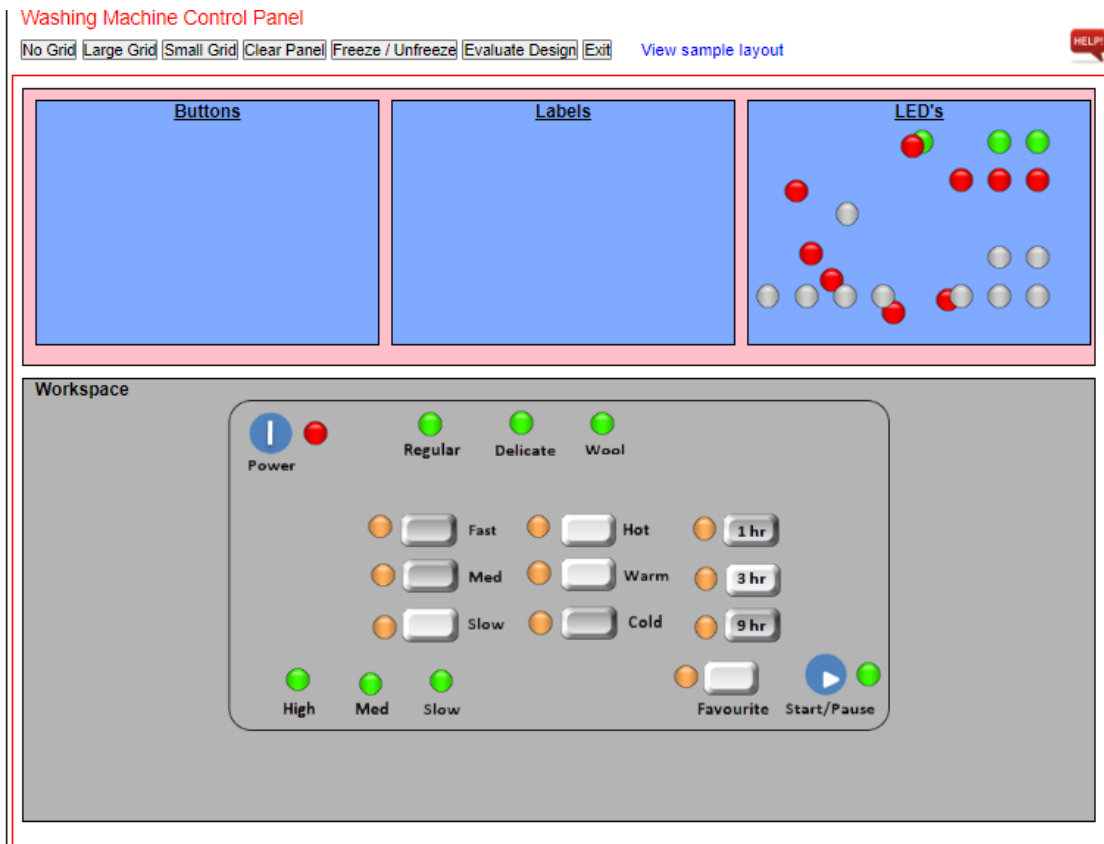 Washing Machine Control Panel
No Grid Large Grid Small Grid Clear Panel Freeze / Unfreeze Evaluate Design Exit View sample layout HELP!
Buttons Labels LED's
Workspace
Regular Delicate Wool
Power
Fast Hot 1 hr
Med Warm 3 hr
Slow Cold 9 hr
High Med Slow Favourite Start/Pause